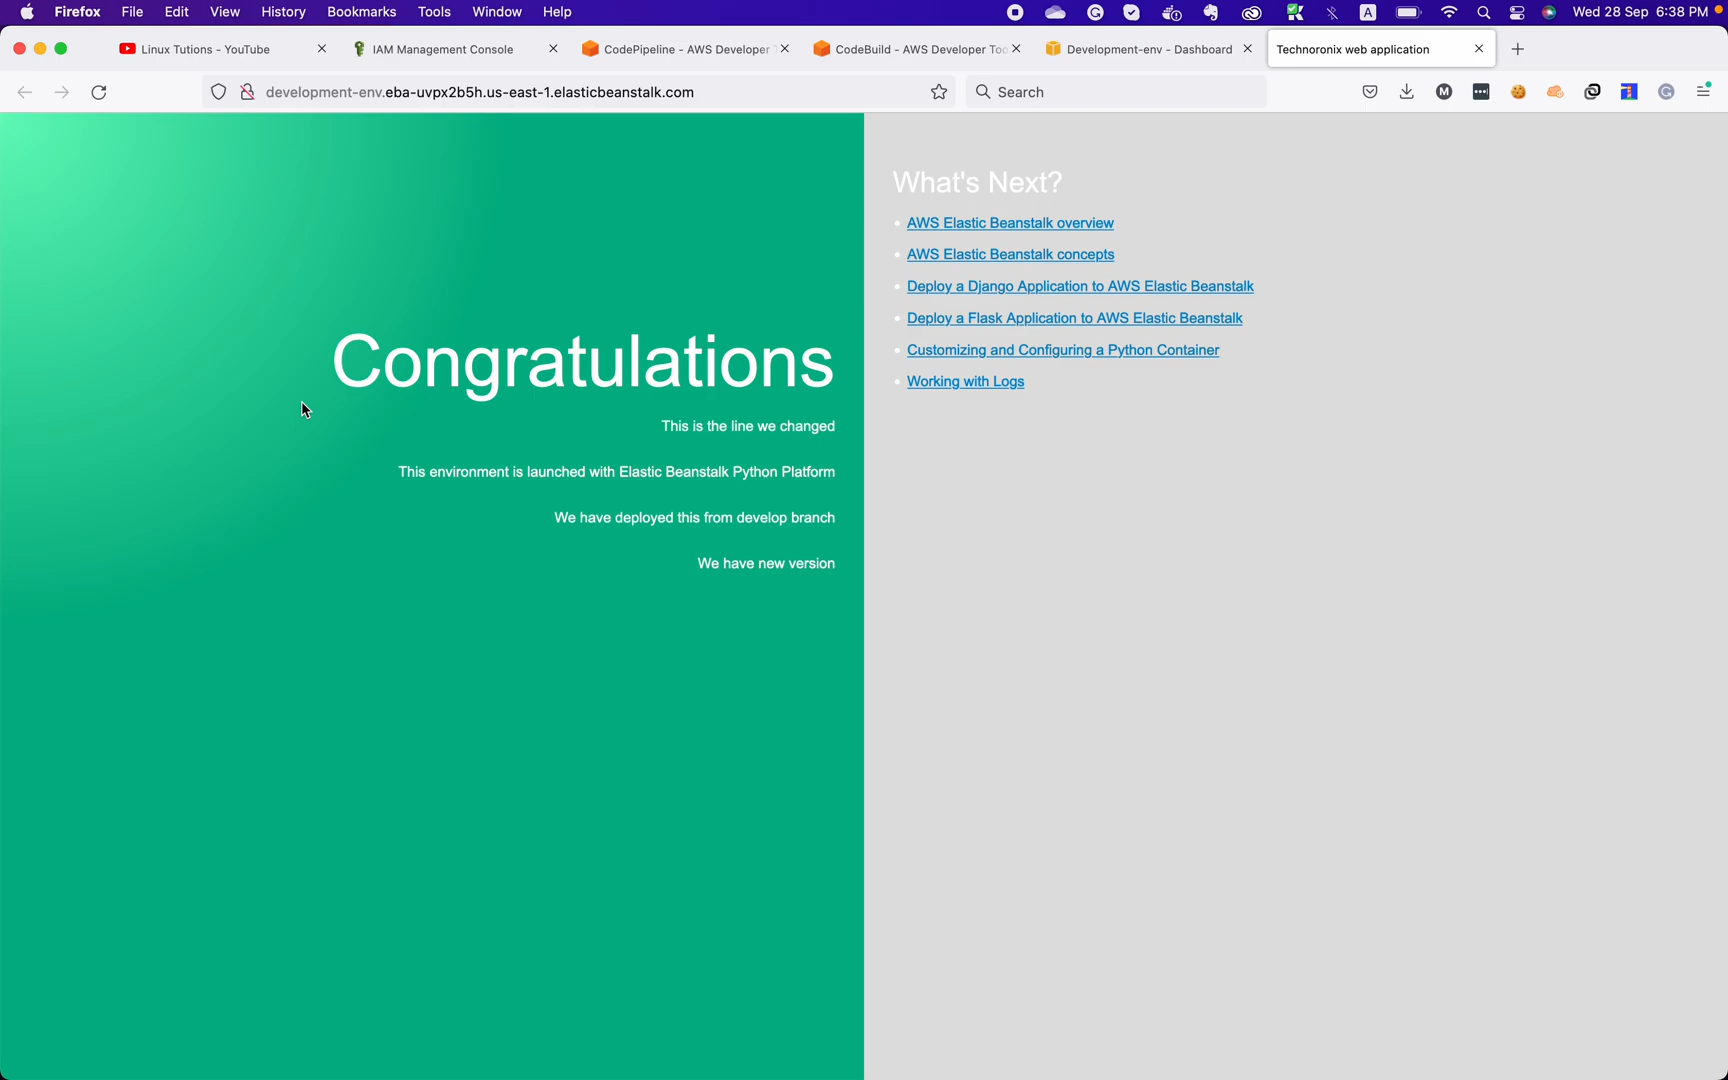 Firefox File Edit View History Bookmarks Tools Window Help Wed 28 Sep 6:38 PM
Linux Tutions - YouTube IAM Management Console CodePipeline - AWS Developer CodeBuild - AWS Developer Too Development-env - Dashboard Technoronix web application
development-env.eba-uvpx2b5h.us-east-1.elasticbeanstalk.com Search
Congratulations
This is the line we changed
This environment is launched with Elastic Beanstalk Python Platform
We have deployed this from develop branch
We have new version
What's Next?
AWS Elastic Beanstalk overview
AWS Elastic Beanstalk concepts
Deploy a Django Application to AWS Elastic Beanstalk
Deploy a Flask Application to AWS Elastic Beanstalk
Customizing and Configuring a Python Container
Working with Logs